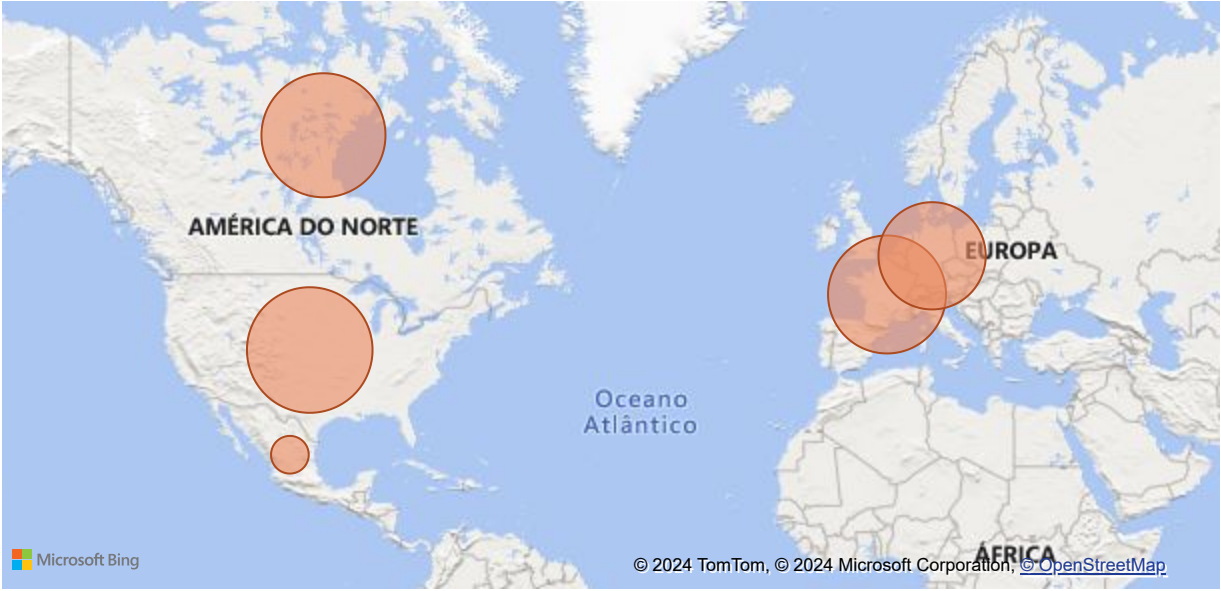 AMÉRICA DO NORTE
EUROPA
Oceano
Atlântico
ÁFRICA
Microsoft Bing
© 2024 TomTom, © 2024 Microsoft Corporation, © OpenStreetMap